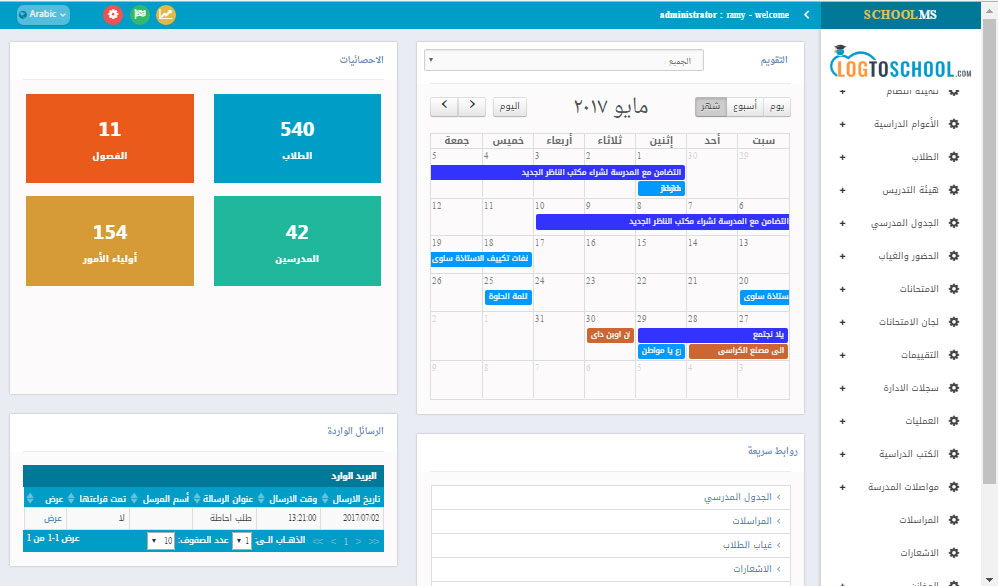 SCHOOLMS
administrator : ramy - welcome
Arabic
LOGTOSCHOOL.COM
تهيئة النظام
الأعوام الدراسية
الطلاب
هيئة التدريس
الجدول المدرسي
الحضور والغياب
الامتحانات
لجان الامتحانات
التقييمات
سجلات الادارة
العمليات
الكتب الدراسية
مواصلات المدرسة
المراسلات
الاشعارات
التقويم
الجميع
يوم أسبوع شهر
مايو ٢٠١٧
اليوم
سبت أحد إثنين ثلاثاء أربعاء خميس جمعة
29 30 1 2 3 4 5
التضامن مع المدرسة لشراء مكتب الناظر الجديد
6 7 8 9 10 11 12
التضامن مع المدرسة لشراء مكتب الناظر الجديد
13 14 15 16 17 18 19
نفات تكييف الاستاذة سلوى
20 21 22 23 24 25 26
ستاذة سلوى
تلمة الحلوة
27 28 29 30 31 1 2
يلا نجتمع
ان اوبن داى
الى مصنع الكراسى
ع يا مواطن
3 4 5 6 7 8 9
روابط سريعة
الجدول المدرسي
المراسلات
غياب الطلاب
الاشعارات
الاحصائيات
540
الطلاب
11
الفصول
42
المدرسين
154
أولياء الأمور
الرسائل الواردة
البريد الوارد
تاريخ الارسال وقت الارسال عنوان الرسالة أسم المرسل تمت قراءتها عرض
2017/07/02 13:21:00 طلب احاطة لا عرض
<< < 1 > >> الذهاب الى: 1 عدد الصفوف: 10 عرض 1-1 من 1